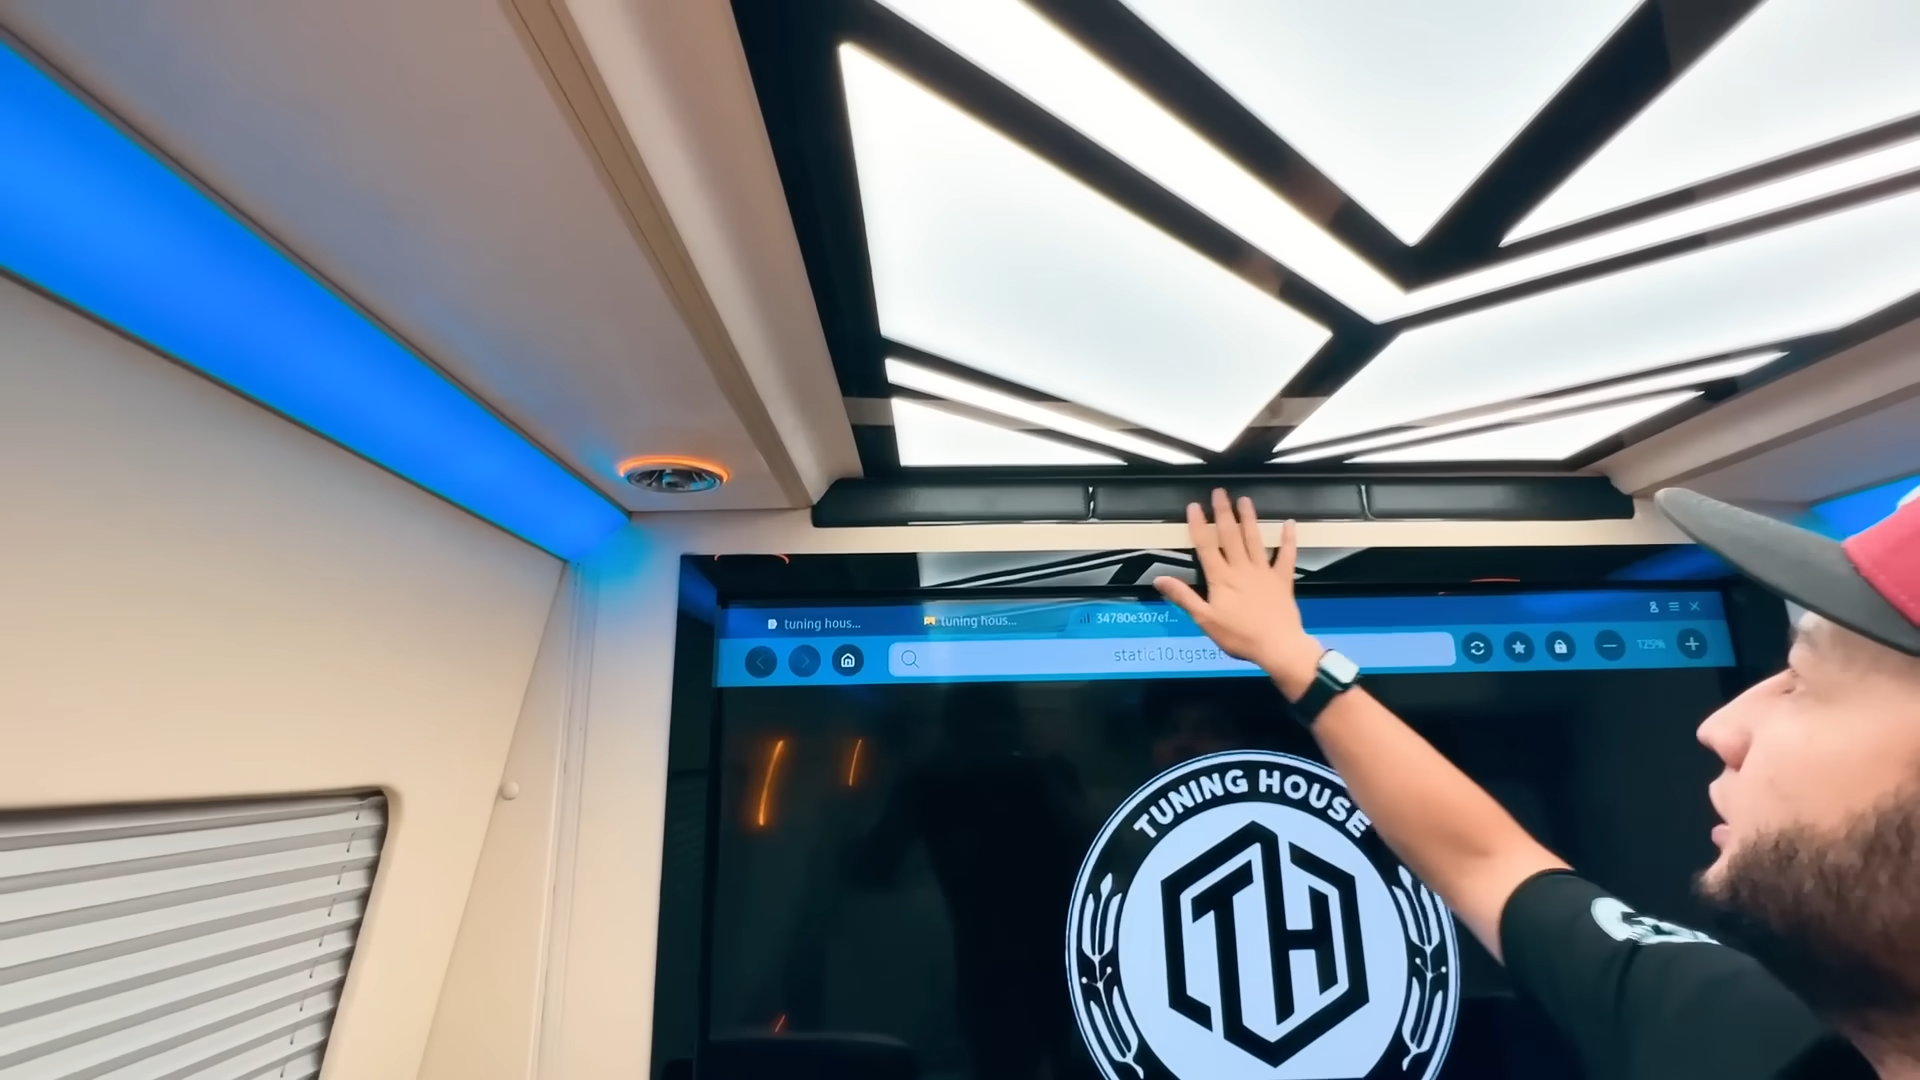 tuning hous...
tuning hous...
34780e307ef...
static10.tgstat
125%
TUNING HOUSE
TH